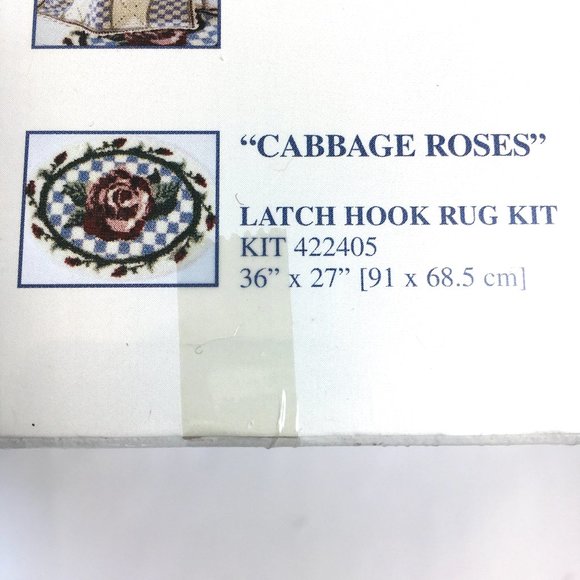 “CABBAGE ROSES”
LATCH HOOK RUG KIT
KIT 422405
36” x 27” [91 x 68.5 cm]